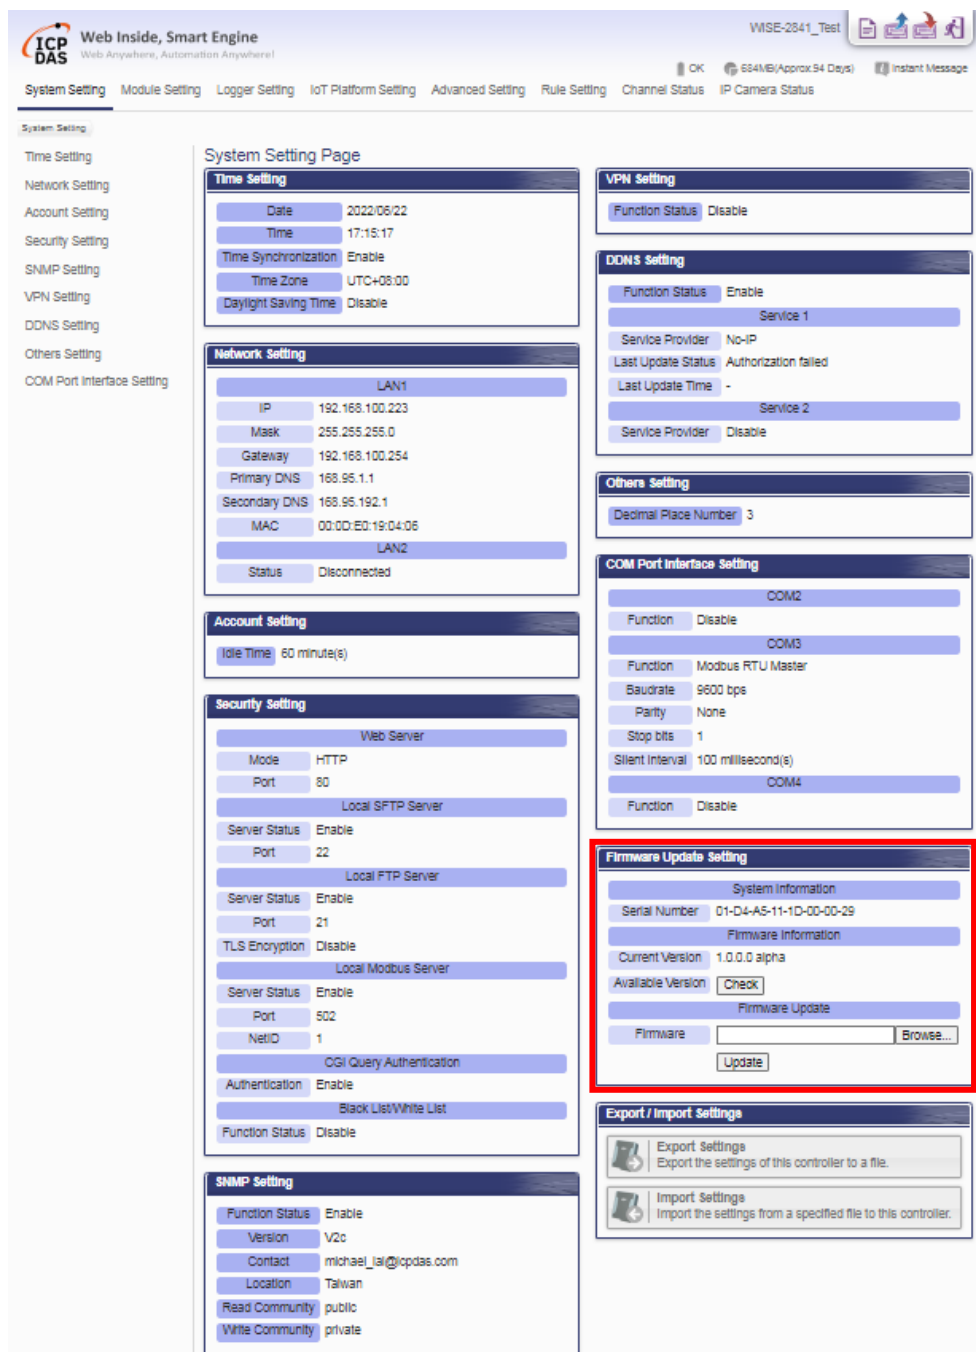 ICP
DAS
Web Inside, Smart Engine
Web Anywhere, Automation Anywhere!
WISE-2841_Test
OK
684MB(Approx.94 Days)
Instant Message
System Setting Module Setting Logger Setting IoT Platform Setting Advanced Setting Rule Setting Channel Status IP Camera Status
System Setting
Time Setting
Network Setting
Account Setting
Security Setting
SNMP Setting
VPN Setting
DDNS Setting
Others Setting
COM Port Interface Setting
System Setting Page
Time Setting
Date 2022/06/22
Time 17:15:17
Time Synchronization Enable
Time Zone UTC+08:00
Daylight Saving Time Disable
Network Setting
LAN1
IP 192.168.100.223
Mask 255.255.255.0
Gateway 192.168.100.254
Primary DNS 168.95.1.1
Secondary DNS 168.95.192.1
MAC 00:0D:E0:19:04:06
LAN2
Status Disconnected
Account Setting
Idle Time 60 minute(s)
Security Setting
Web Server
Mode HTTP
Port 80
Local SFTP Server
Server Status Enable
Port 22
Local FTP Server
Server Status Enable
Port 21
TLS Encryption Disable
Local Modbus Server
Server Status Enable
Port 502
NetID 1
CGI Query Authentication
Authentication Enable
Black List/White List
Function Status Disable
SNMP Setting
Function Status Enable
Version V2c
Contact michael_lai@icpdas.com
Location Taiwan
Read Community public
Write Community private
VPN Setting
Function Status Disable
DDNS Setting
Function Status Enable
Service 1
Service Provider No-IP
Last Update Status Authorization failed
Last Update Time -
Service 2
Service Provider Disable
Others Setting
Decimal Place Number 3
COM Port Interface Setting
COM2
Function Disable
COM3
Function Modbus RTU Master
Baudrate 9600 bps
Parity None
Stop bits 1
Silent Interval 100 millisecond(s)
COM4
Function Disable
Firmware Update Setting
System Information
Serial Number 01-D4-A5-11-1D-00-00-29
Firmware Information
Current Version 1.0.0.0 alpha
Available Version Check
Firmware Update
Firmware Browse...
Update
Export / Import Settings
Export Settings
Export the settings of this controller to a file.
Import Settings
Import the settings from a specified file to this controller.